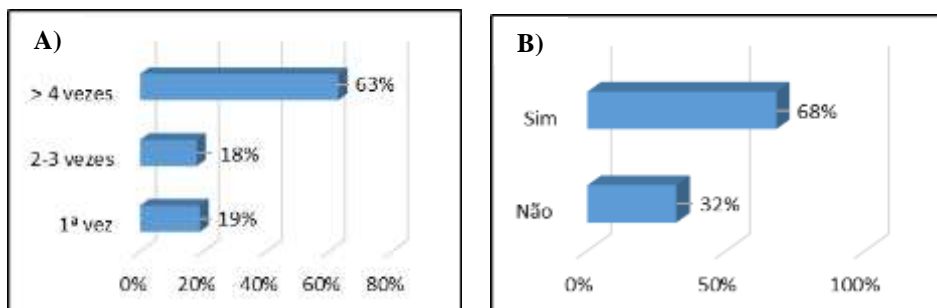 A)
> 4 vezes
63%
2-3 vezes
18%
1ª vez
19%
0% 20% 40% 60% 80%
B)
Sim
68%
Não
32%
0% 50% 100%